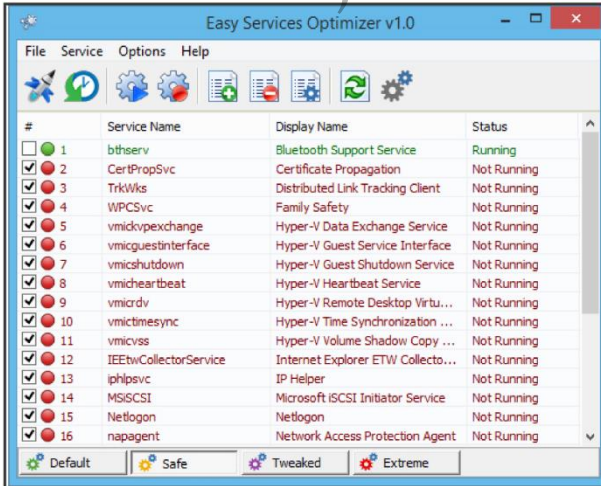 Easy Services Optimizer v1.0
File Service Options Help
# Service Name Display Name Status
1 bthserv Bluetooth Support Service Running
2 CertPropSvc Certificate Propagation Not Running
3 TrkWks Distributed Link Tracking Client Not Running
4 WPCSvc Family Safety Not Running
5 vmickvpexchange Hyper-V Data Exchange Service Not Running
6 vmicguestinterface Hyper-V Guest Service Interface Not Running
7 vmicshutdown Hyper-V Guest Shutdown Service Not Running
8 vmicheartbeat Hyper-V Heartbeat Service Not Running
9 vmicrdv Hyper-V Remote Desktop Virtu... Not Running
10 vmictimesync Hyper-V Time Synchronization ... Not Running
11 vmicvss Hyper-V Volume Shadow Copy ... Not Running
12 IEEtwCollectorService Internet Explorer ETW Collecto... Not Running
13 iphlpsvc IP Helper Not Running
14 MSiSCSI Microsoft iSCSI Initiator Service Not Running
15 Netlogon Netlogon Not Running
16 napagent Network Access Protection Agent Not Running
Default Safe Tweaked Extreme